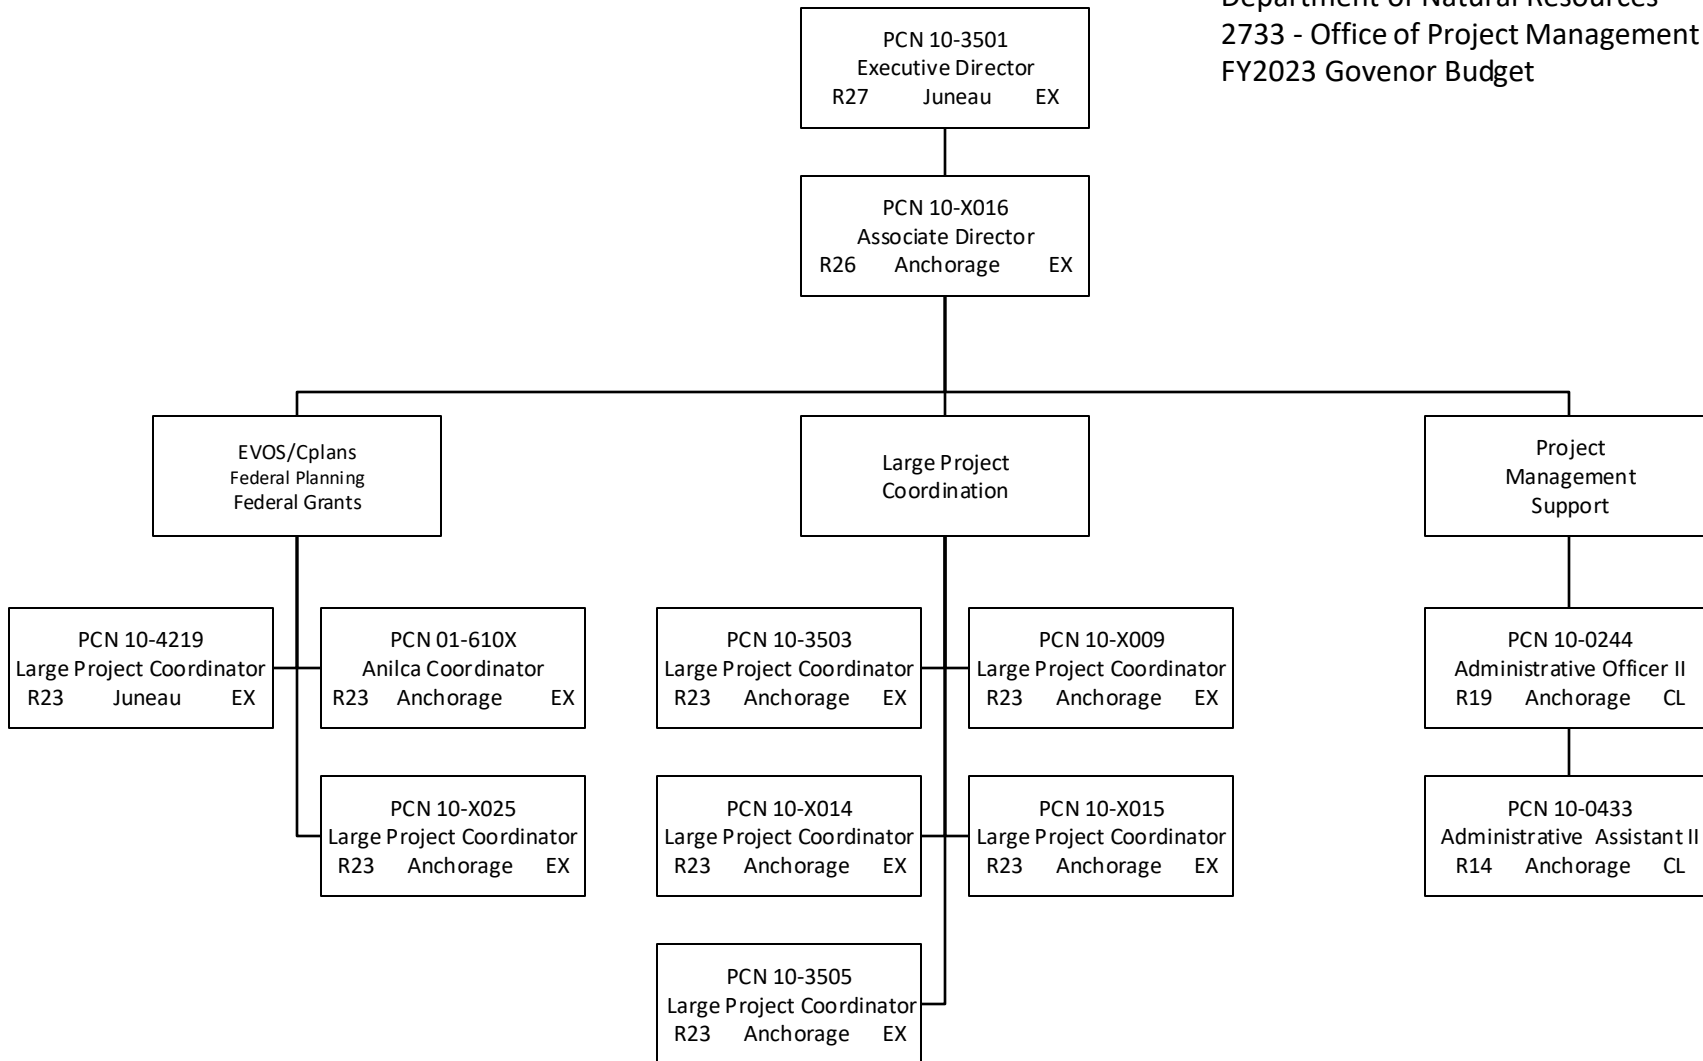 Department of Natural Resources
2733 - Office of Project Management
FY2023 Govenor Budget
PCN 10-3501
Executive Director
R27 Juneau EX
PCN 10-X016
Associate Director
R26 Anchorage EX
EVOS/Cplans
Federal Planning
Federal Grants
Large Project
Coordination
Project
Management
Support
PCN 10-4219
Large Project Coordinator
R23 Juneau EX
PCN 01-610X
Anilca Coordinator
R23 Anchorage EX
PCN 10-3503
Large Project Coordinator
R23 Anchorage EX
PCN 10-X009
Large Project Coordinator
R23 Anchorage EX
PCN 10-0244
Administrative Officer II
R19 Anchorage CL
PCN 10-X025
Large Project Coordinator
R23 Anchorage EX
PCN 10-X014
Large Project Coordinator
R23 Anchorage EX
PCN 10-X015
Large Project Coordinator
R23 Anchorage EX
PCN 10-0433
Administrative Assistant II
R14 Anchorage CL
PCN 10-3505
Large Project Coordinator
R23 Anchorage EX